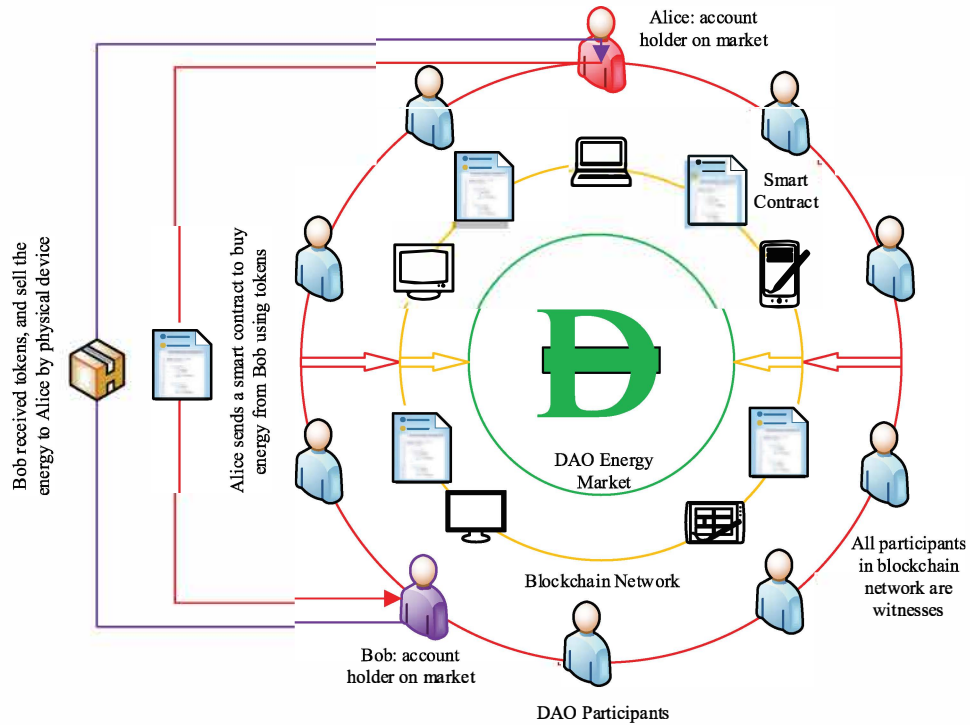 Alice: account
holder on market
Smart
Contract
Bob received tokens, and sell the
energy to Alice by physical device
Alice sends a smart contract to buy
energy from Bob using tokens
DAO Energy
Market
Blockchain Network
All participants
in blockchain
network are
witnesses
Bob: account
holder on market
DAO Participants